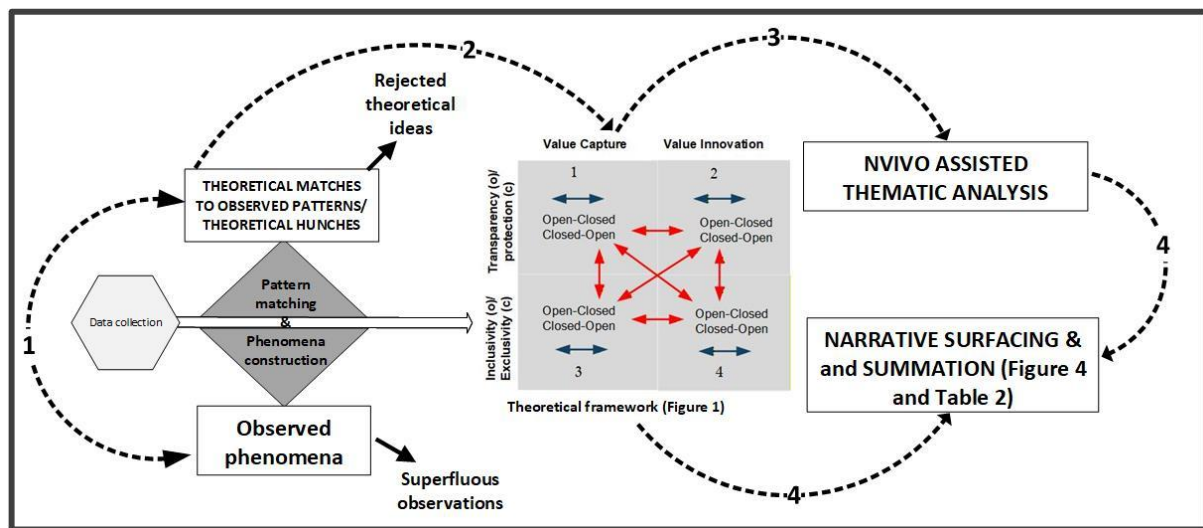 2
3
Rejected
theoretical
ideas
THEORETICAL MATCHES
TO OBSERVED PATTERNS/
THEORETICAL HUNCHES
Pattern
matching
&
Phenomena
construction
Data collection
1
Observed
phenomena
Superfluous
observations
Value Capture
Value Innovation
Transparency (o)/
protection (c)
1
Open-Closed
Closed-Open
2
Open-Closed
Closed-Open
Inclusivity (o)/
Exclusivity (c)
Open-Closed
Closed-Open
3
Open-Closed
Closed-Open
4
Theoretical framework (Figure 1)
NVIVO ASSISTED
THEMATIC ANALYSIS
4
NARRATIVE SURFACING &
and SUMMATION (Figure 4
and Table 2)
4